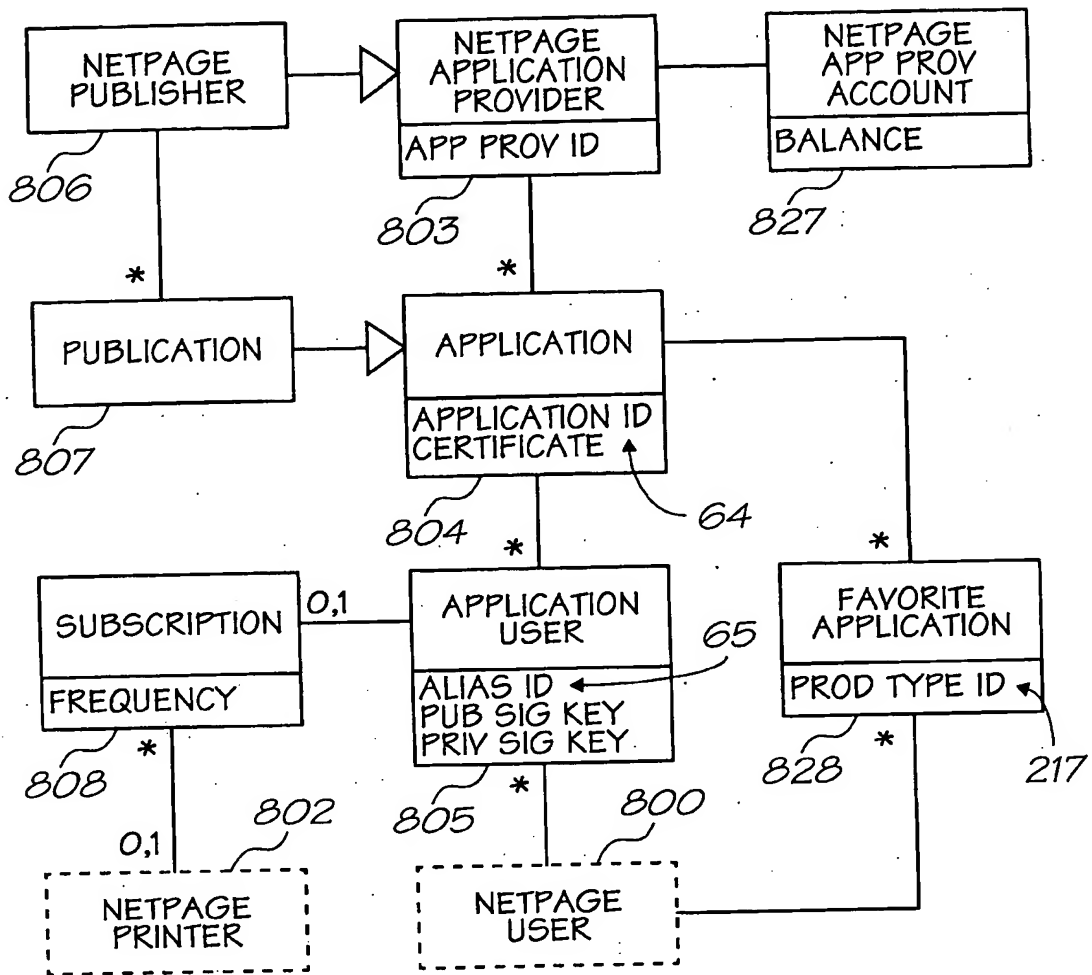 NETPAGE
PUBLISHER
806
NETPAGE
APPLICATION
PROVIDER
APP PROV ID
803
NETPAGE
APP PROV
ACCOUNT
BALANCE
827
*
*
PUBLICATION
807
APPLICATION
APPLICATION ID
CERTIFICATE
804
64
*
*
SUBSCRIPTION
FREQUENCY
808
0,1
APPLICATION
USER
ALIAS ID
PUB SIG KEY
PRIV SIG KEY
805
65
FAVORITE
APPLICATION
PROD TYPE ID
828
217
*
*
*
0,1
802
800
NETPAGE
PRINTER
NETPAGE
USER